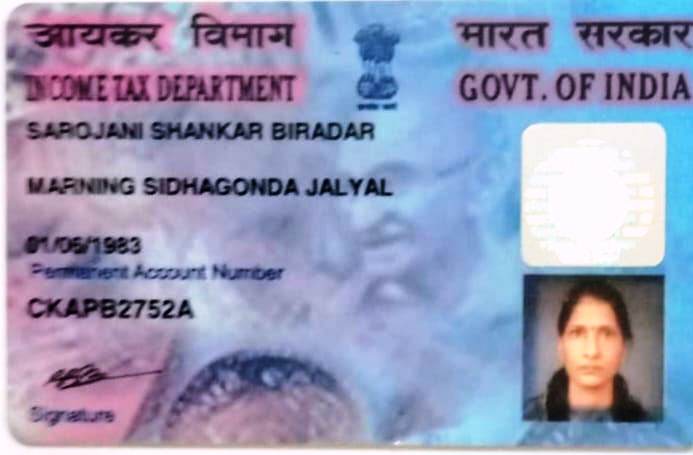 आयकर विभाग
भारत सरकार
INCOME TAX DEPARTMENT
GOVT. OF INDIA
SAROJANI SHANKAR BIRADAR
MARNING SIDHAGONDA JALYAL
01/06/1983
Permanent Account Number
CKAPB2752A
Signature